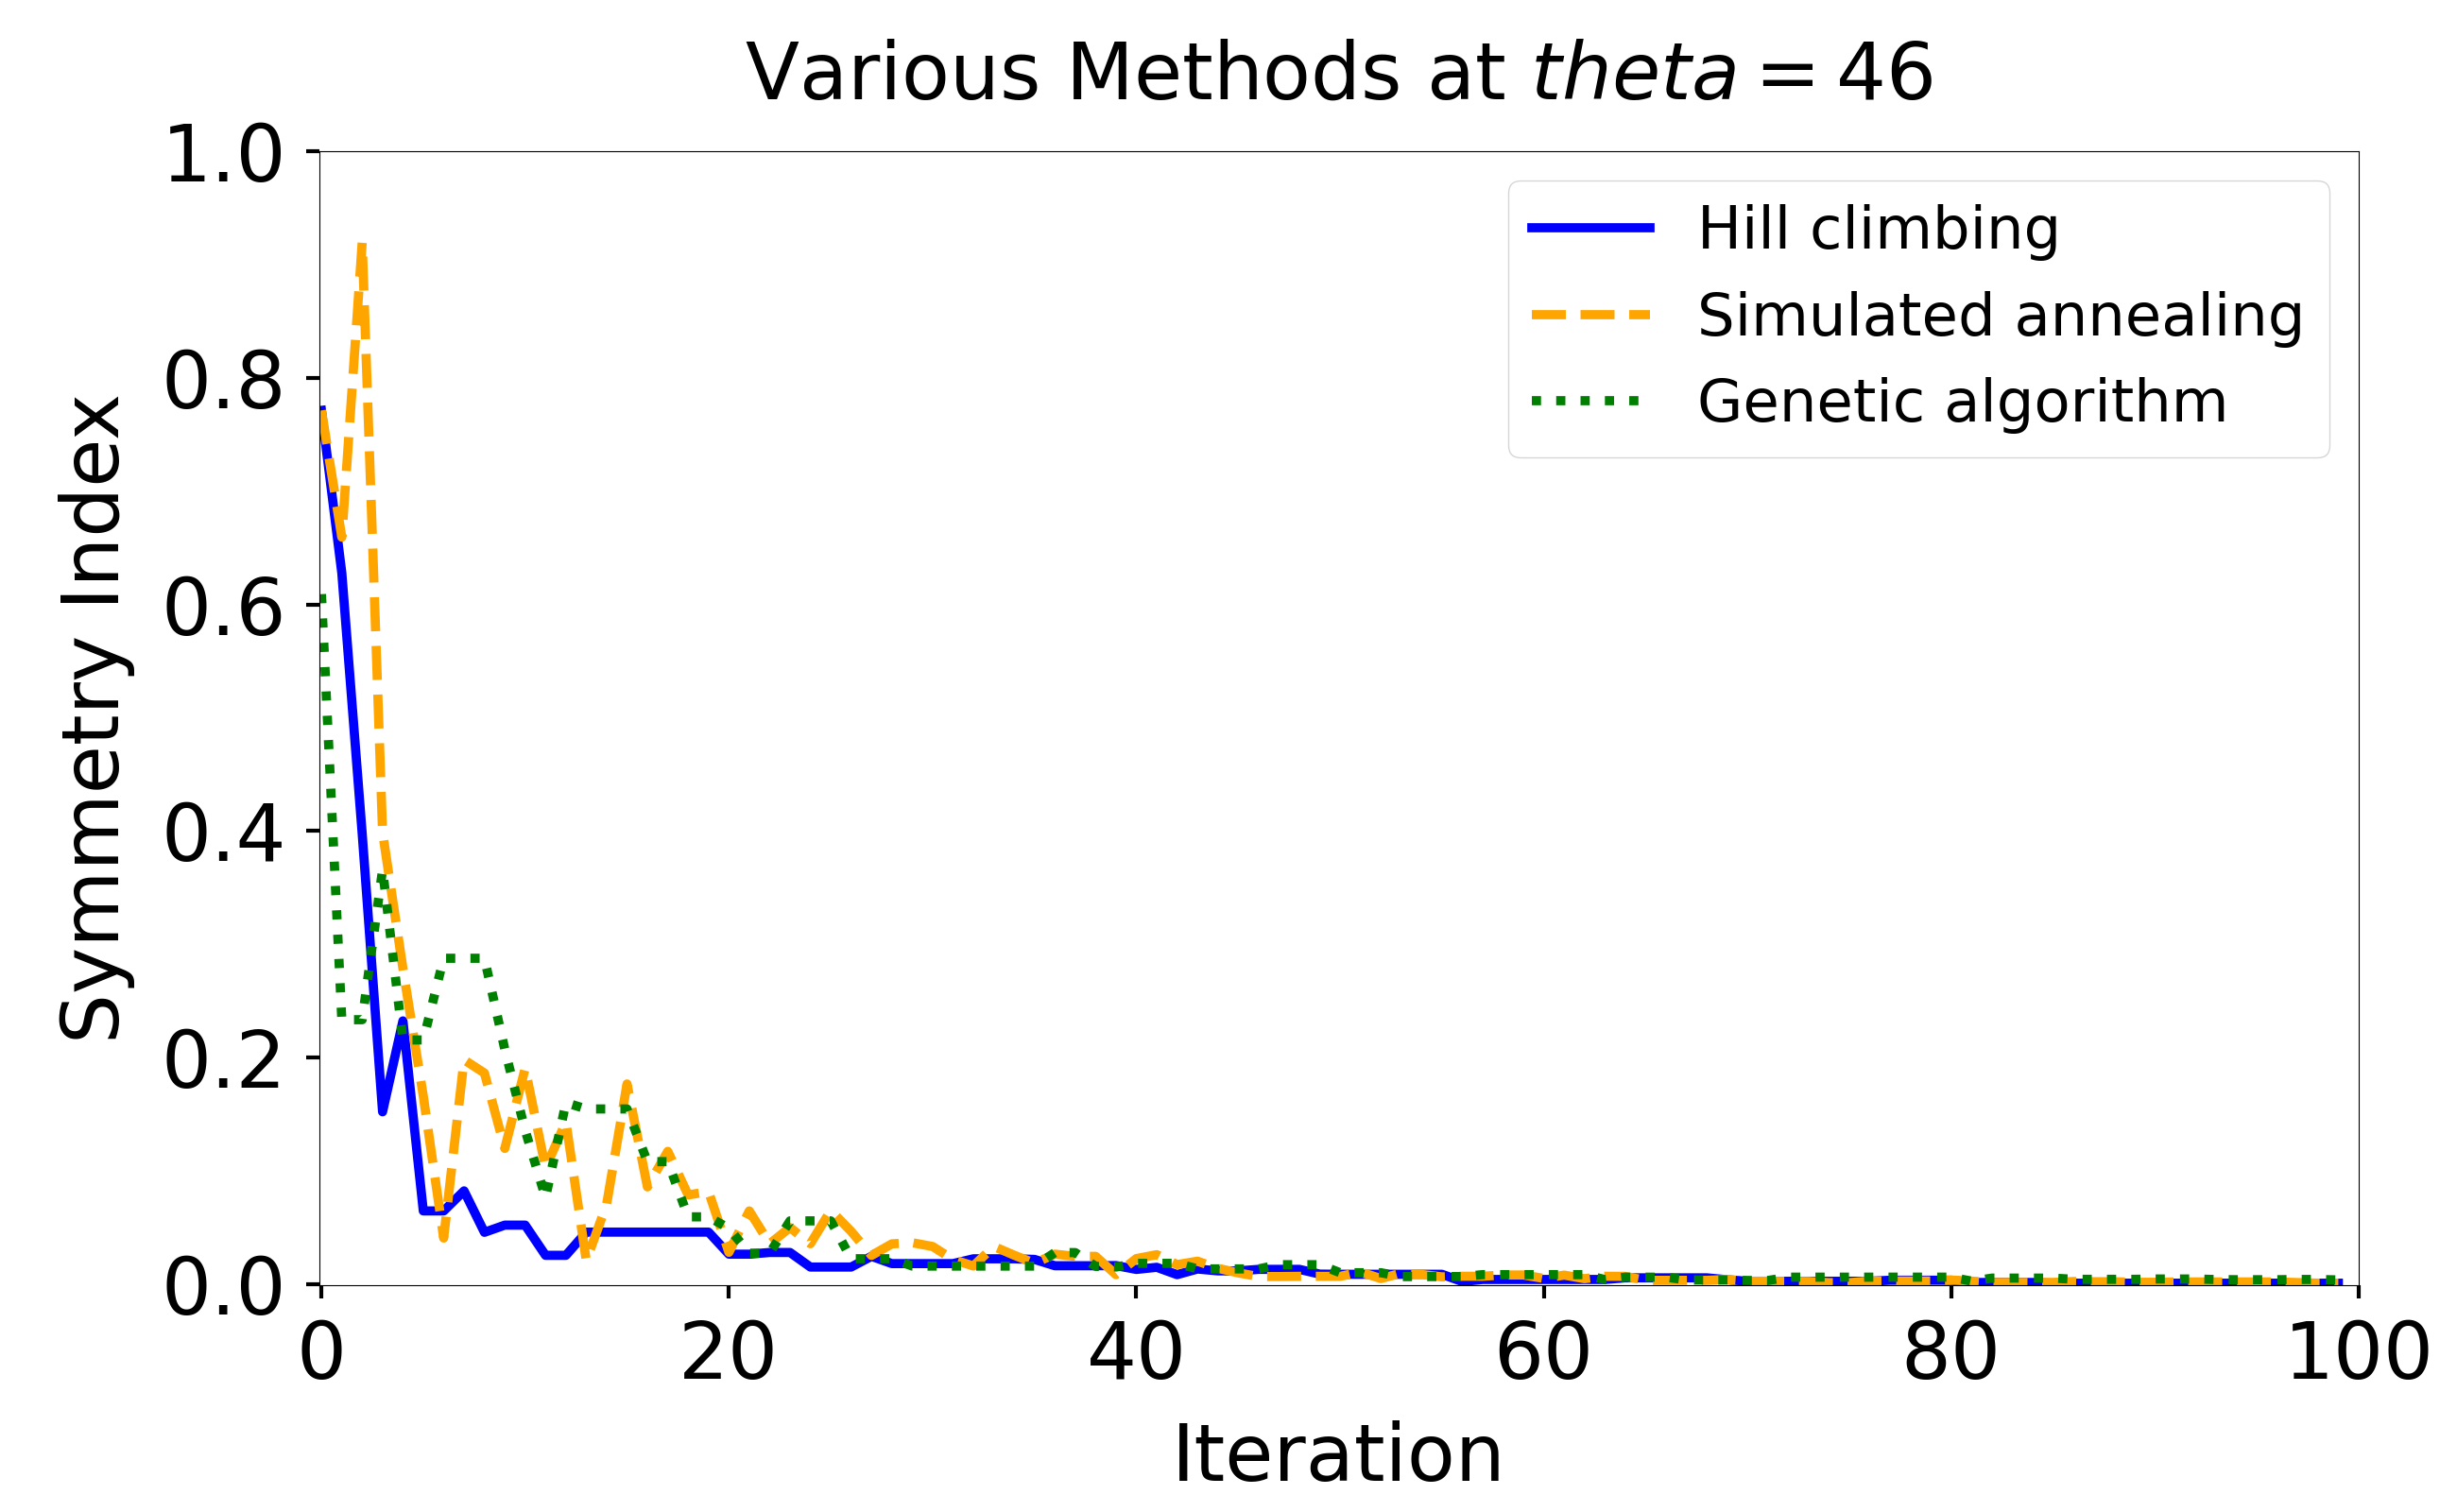 Various Methods at theta = 46
1.0
0.8
0.6
0.4
0.2
0.0
Symmetry Index
Hill climbing
Simulated annealing
Genetic algorithm
0 20 40 60 80 100
Iteration